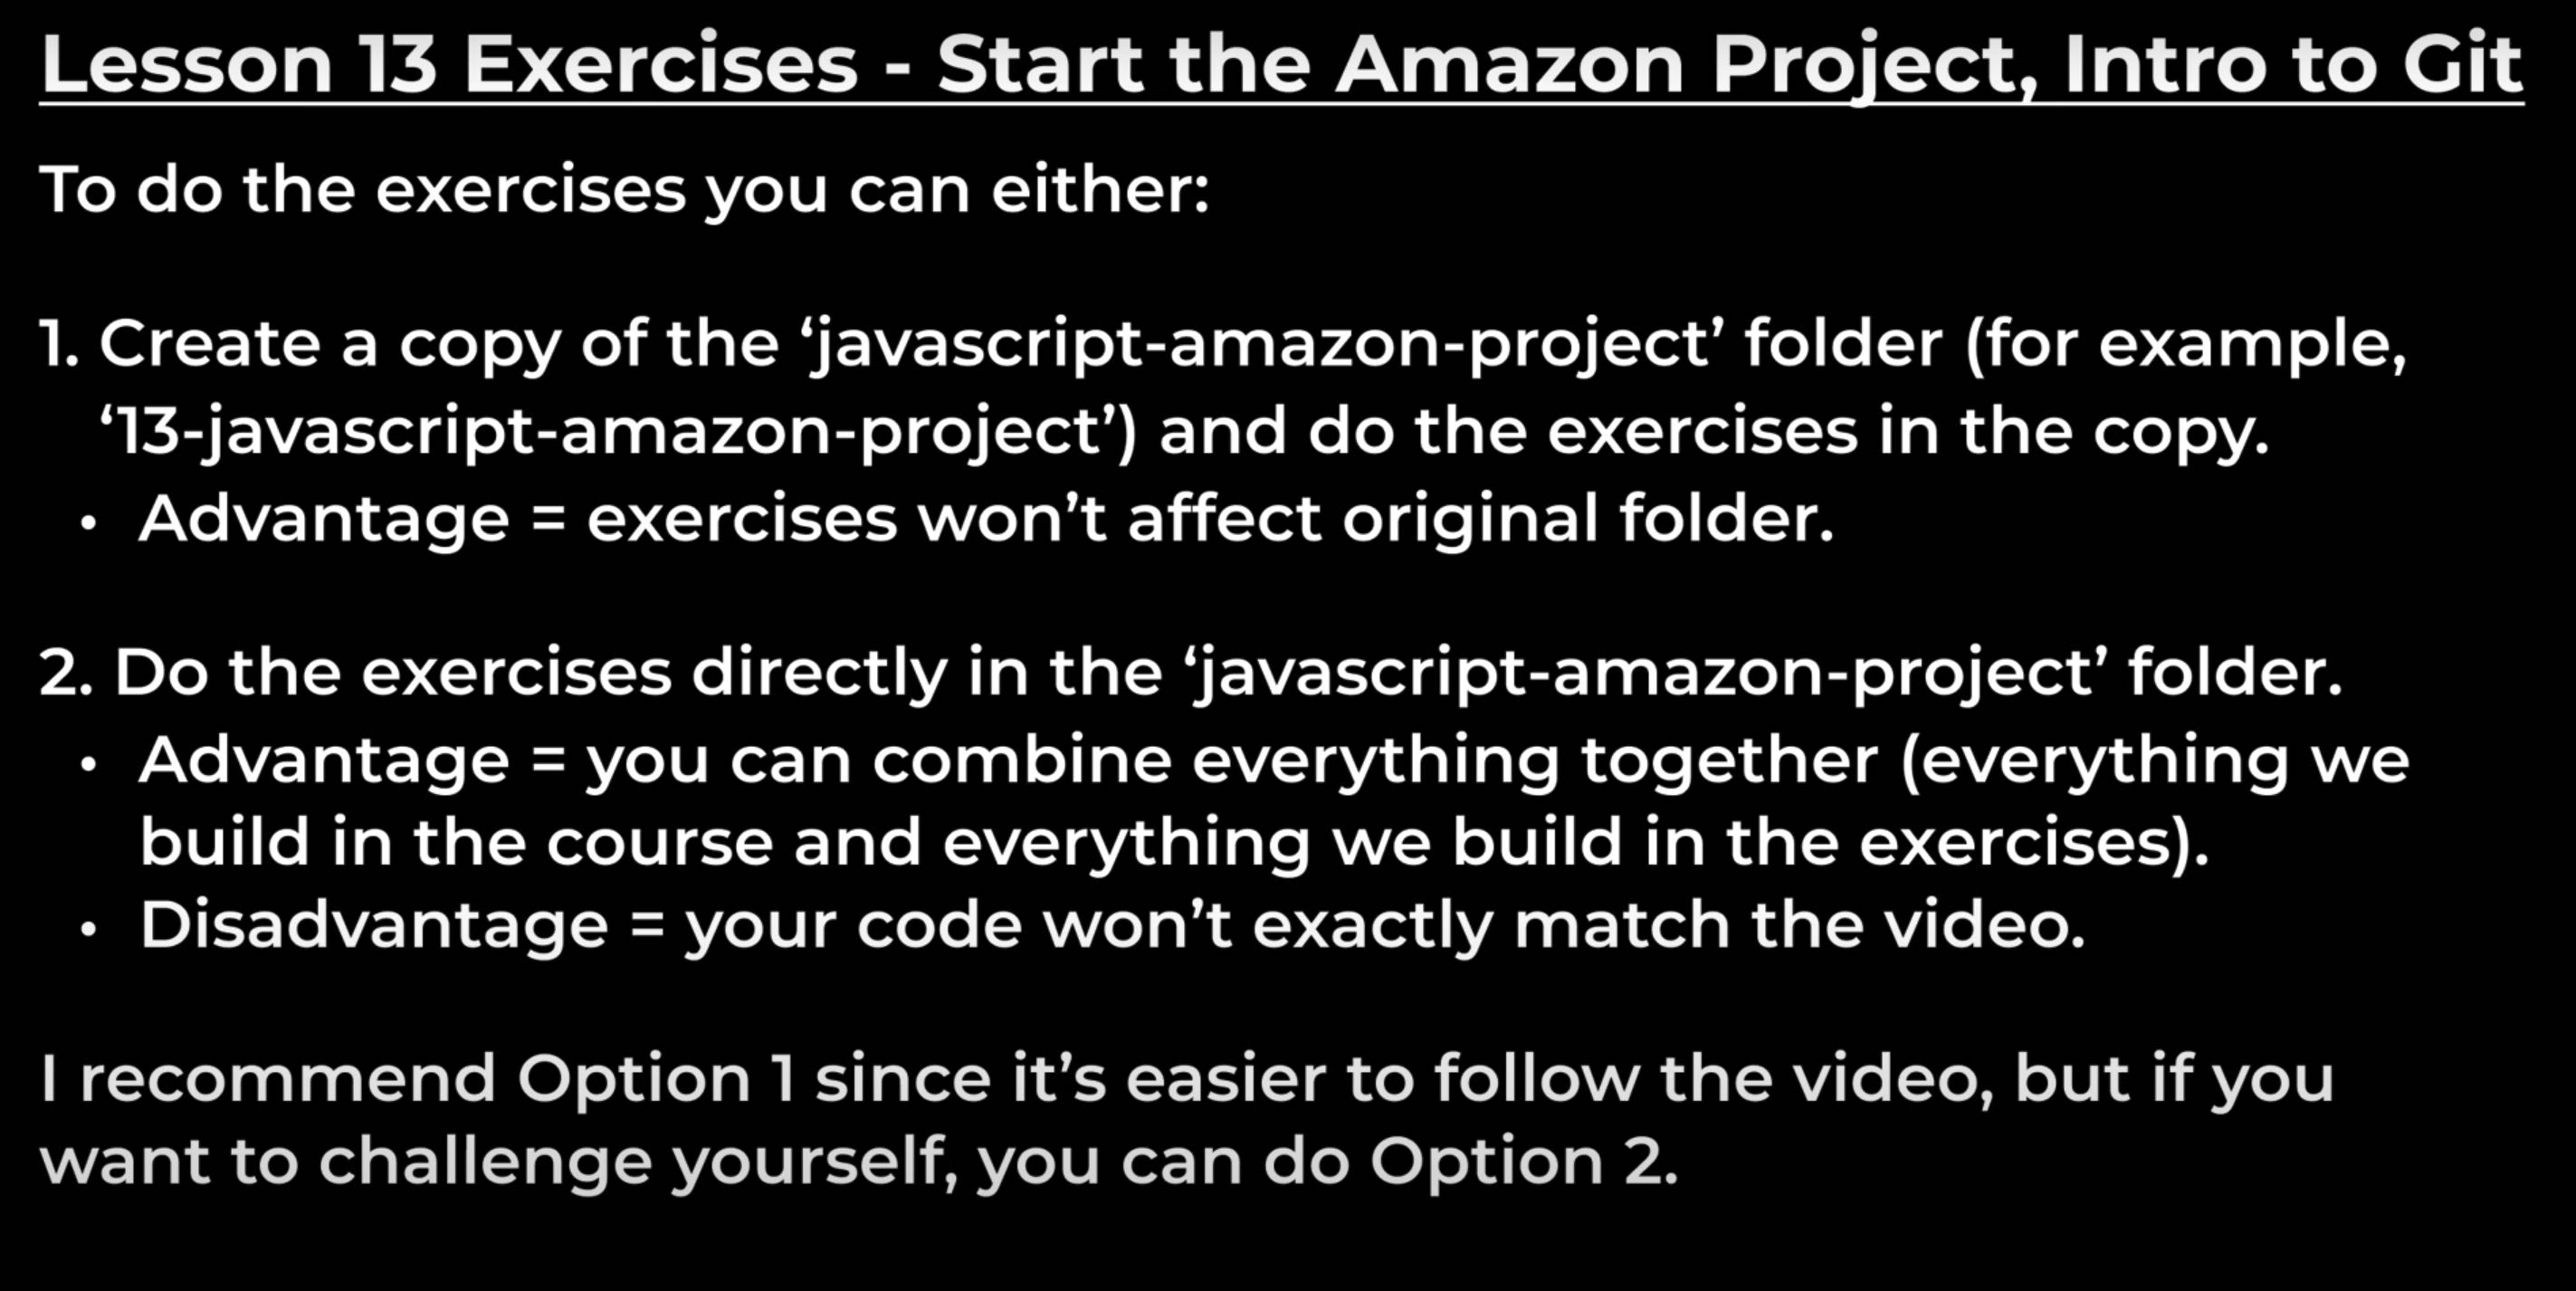 Lesson 13 Exercises - Start the Amazon Project, Intro to Git
To do the exercises you can either:
1. Create a copy of the ‘javascript-amazon-project’ folder (for example,
‘13-javascript-amazon-project’) and do the exercises in the copy.
• Advantage = exercises won’t affect original folder.
2. Do the exercises directly in the ‘javascript-amazon-project’ folder.
• Advantage = you can combine everything together (everything we
build in the course and everything we build in the exercises).
• Disadvantage = your code won’t exactly match the video.
I recommend Option 1 since it’s easier to follow the video, but if you
want to challenge yourself, you can do Option 2.